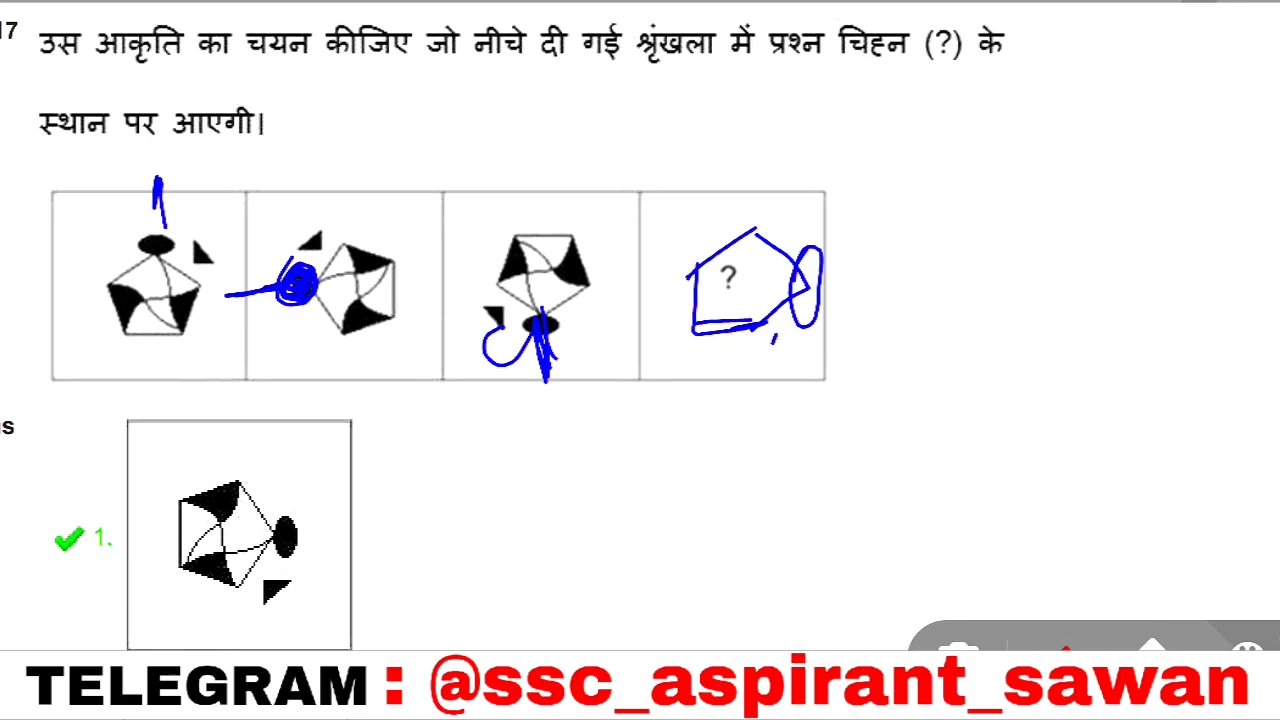 17
उस आकृति का चयन कीजिए जो नीचे दी गई श्रृंखला में प्रश्न चिह्न (?) के
स्थान पर आएगी।
?
s
1.
TELEGRAM : @ssc_aspirant_sawan